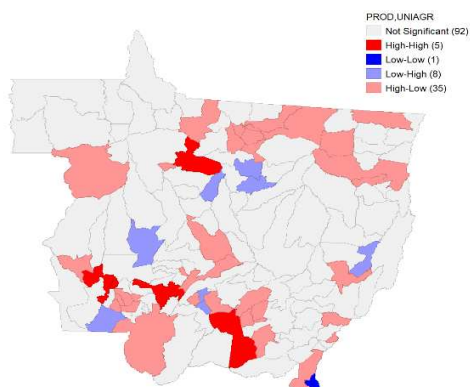 PROD,UNIAGR
Not Significant (92)
High-High (5)
Low-Low (1)
Low-High (8)
High-Low (35)